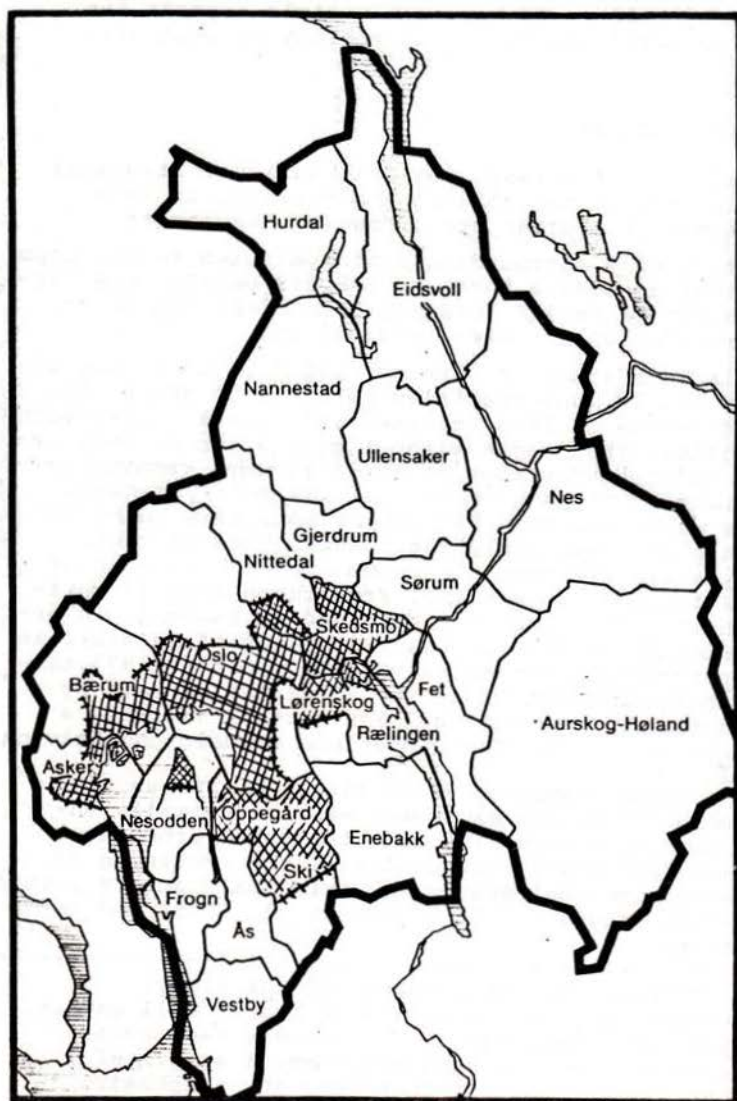 Hurdal
Eidsvoll
Nannestad
Ullensaker
Nes
Gjerdrum
Nittedal
Sørum
Skedsmo
Oslo
Bærum
Fet
Lørenskog
Aurskog-Høland
Rælingen
Asker
Oppegård
Nesodden
Enebakk
Ski
Frogn
Ås
Vestby